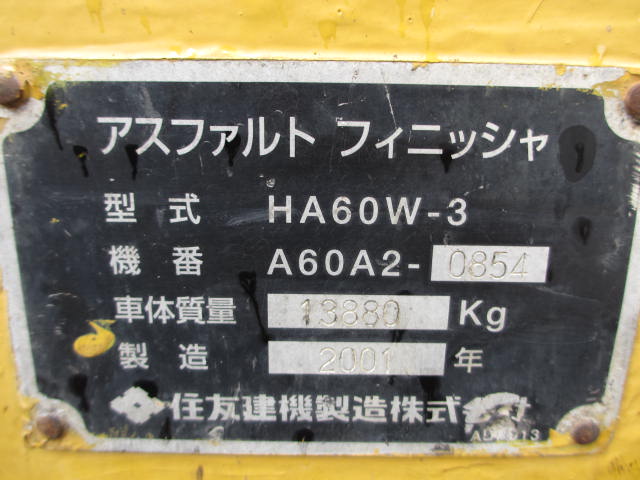 アスファルト フィニッシャ
型式 HA60W-3
機番 A60A2-0854
車体質量 13880 Kg
製造 2001 年
住友建機製造株式会社